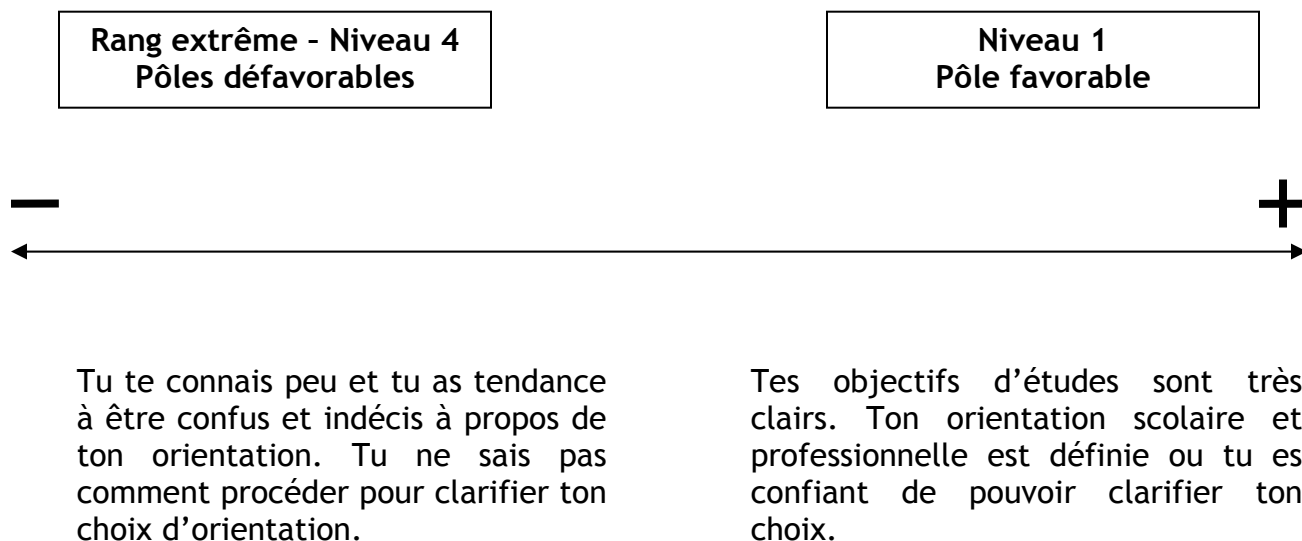 Rang extrême – Niveau 4
Pôles défavorables
Niveau 1
Pôle favorable
–
+
Tu te connais peu et tu as tendance
à être confus et indécis à propos de
ton orientation. Tu ne sais pas
comment procéder pour clarifier ton
choix d’orientation.
Tes objectifs d’études sont très
clairs. Ton orientation scolaire et
professionnelle est définie ou tu es
confiant de pouvoir clarifier ton
choix.